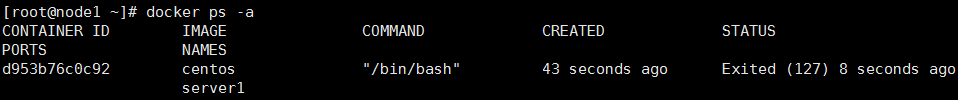 [root@node1 ~]# docker ps -a
CONTAINER ID        IMAGE               COMMAND             CREATED             STATUS
PORTS               NAMES
d953b76c0c92        centos              "/bin/bash"         43 seconds ago      Exited (127) 8 seconds ago
                    server1